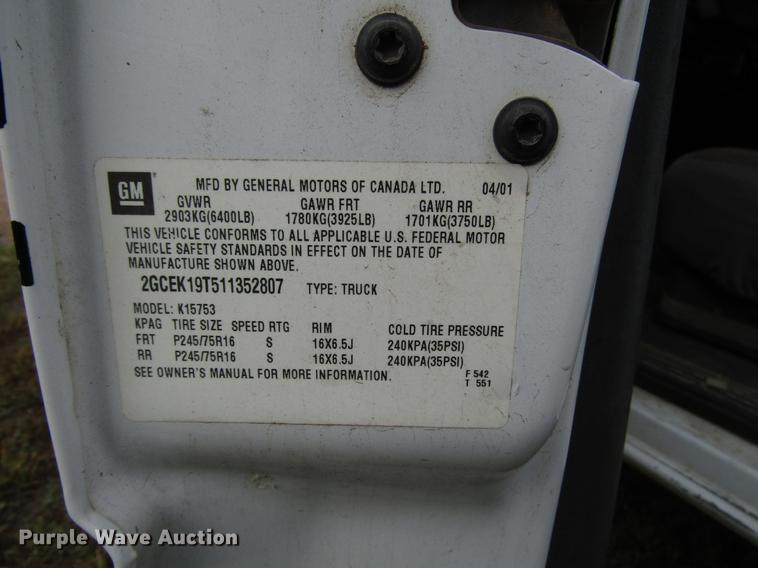 GM
MFD BY GENERAL MOTORS OF CANADA LTD. 04/01
GVWR GAWR FRT GAWR RR
2903KG(6400LB) 1780KG(3925LB) 1701KG(3750LB)
THIS VEHICLE CONFORMS TO ALL APPLICABLE U.S. FEDERAL MOTOR
VEHICLE SAFETY STANDARDS IN EFFECT ON THE DATE OF
MANUFACTURE SHOWN ABOVE.
2GCEK19T511352807 TYPE: TRUCK
MODEL: K15753
KPAG TIRE SIZE SPEED RTG RIM COLD TIRE PRESSURE
FRT P245/75R16 S 16X6.5J 240KPA(35PSI)
RR P245/75R16 S 16X6.5J 240KPA(35PSI)
SEE OWNER'S MANUAL FOR MORE INFORMATION. F 542
T 551
Purple Wave Auction